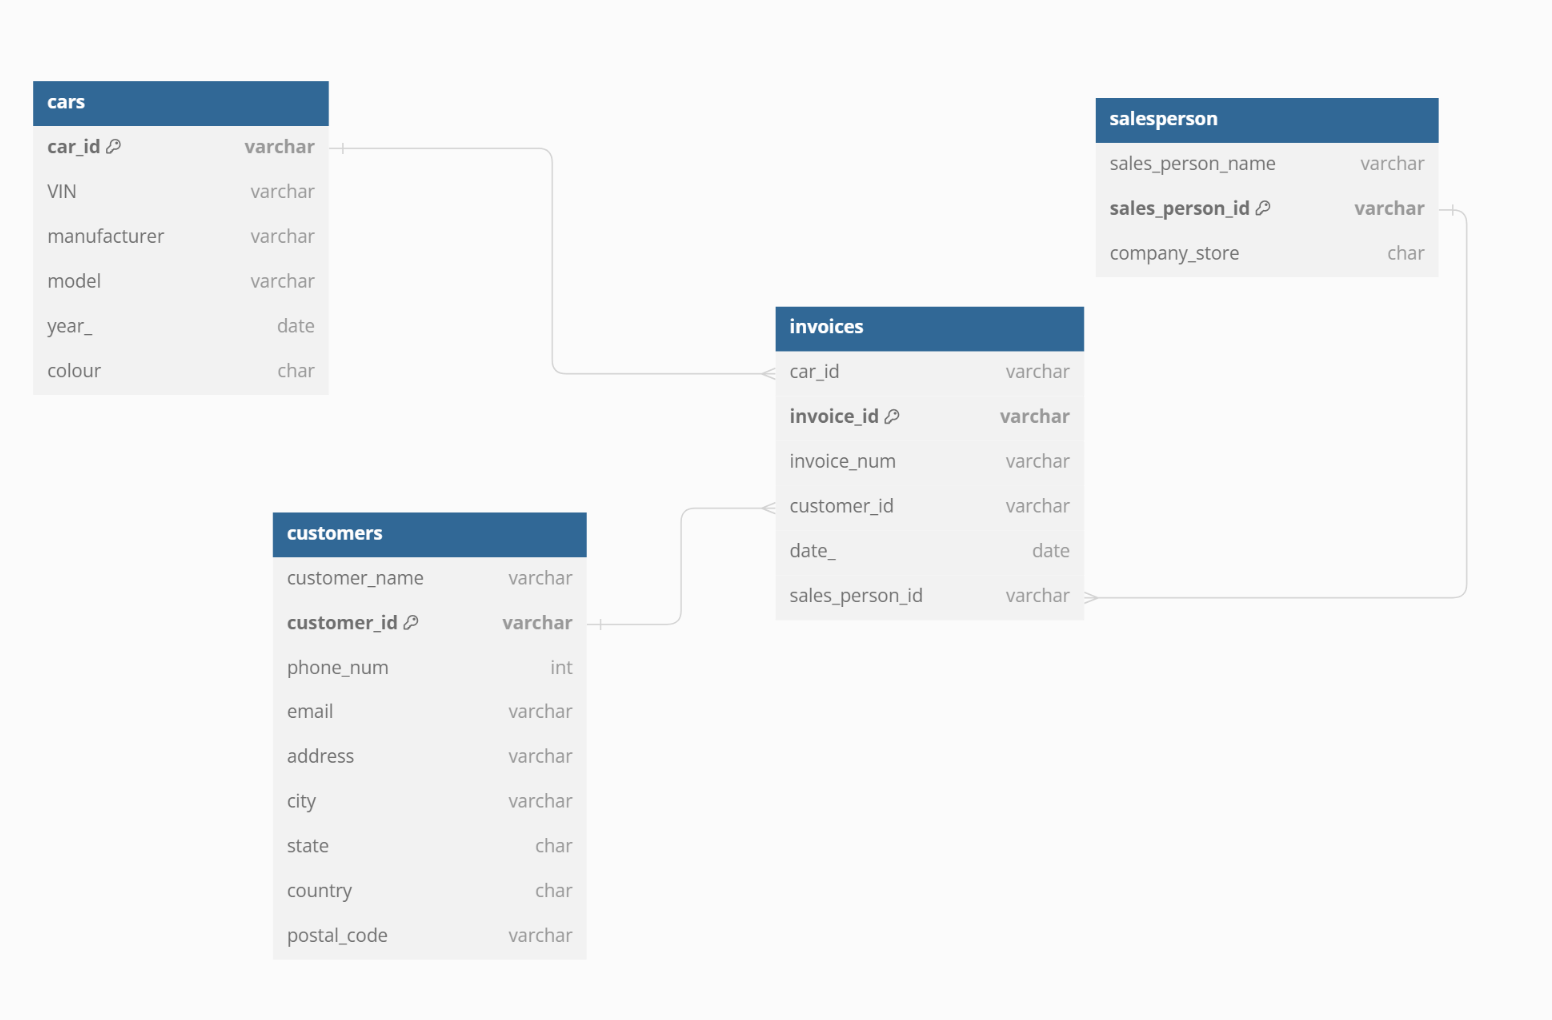 cars
car_id varchar
VIN varchar
manufacturer varchar
model varchar
year_ date
colour char
salesperson
sales_person_name varchar
sales_person_id varchar
company_store char
invoices
car_id varchar
invoice_id varchar
invoice_num varchar
customer_id varchar
date_ date
sales_person_id varchar
customers
customer_name varchar
customer_id varchar
phone_num int
email varchar
address varchar
city varchar
state char
country char
postal_code varchar